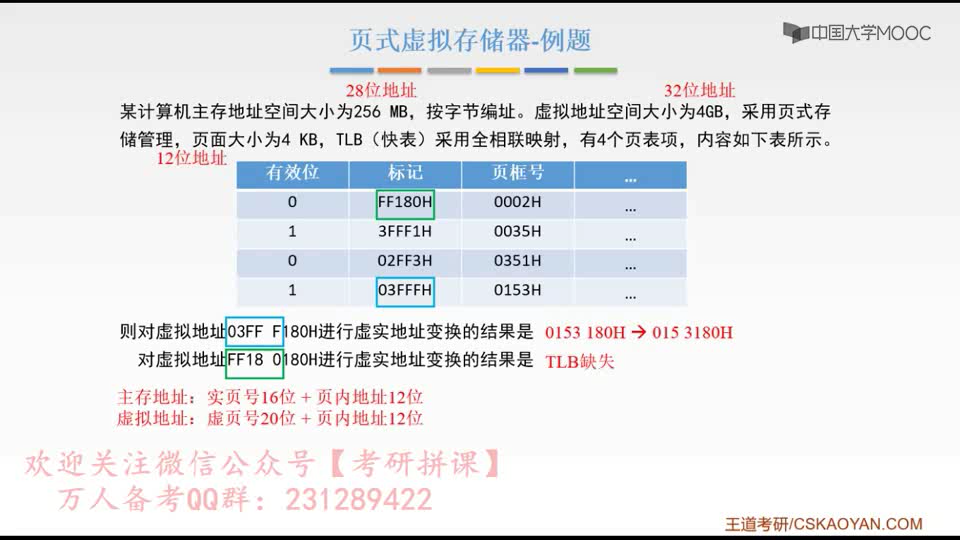 中国大学MOOC
页式虚拟存储器-例题
28位地址 32位地址
某计算机主存地址空间大小为256 MB，按字节编址。虚拟地址空间大小为4GB，采用页式存
储管理，页面大小为4 KB，TLB（快表）采用全相联映射，有4个页表项，内容如下表所示。
12位地址
有效位 标记 页框号 …
0 FF180H 0002H …
1 3FFF1H 0035H …
0 02FF3H 0351H …
1 03FFFH 0153H …
则对虚拟地址03FF F180H进行虚实地址变换的结果是 0153 180H → 015 3180H
对虚拟地址FF18 0180H进行虚实地址变换的结果是 TLB缺失
主存地址：实页号16位 + 页内地址12位
虚拟地址：虚页号20位 + 页内地址12位
欢迎关注微信公众号【考研拼课】
万人备考QQ群：231289422
王道考研/CSKAOYAN.COM